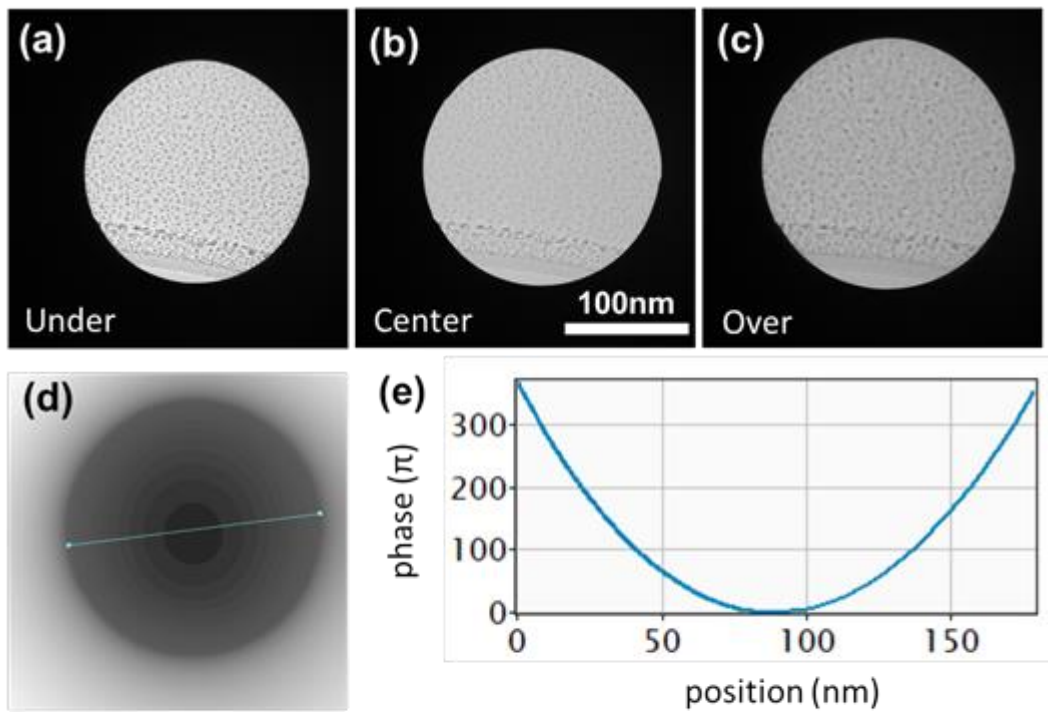 (a)
Under
(b)
100nm
Center
(c)
Over
(d)
(e)
phase (π)
300
200
100
0
0 50 100 150
position (nm)